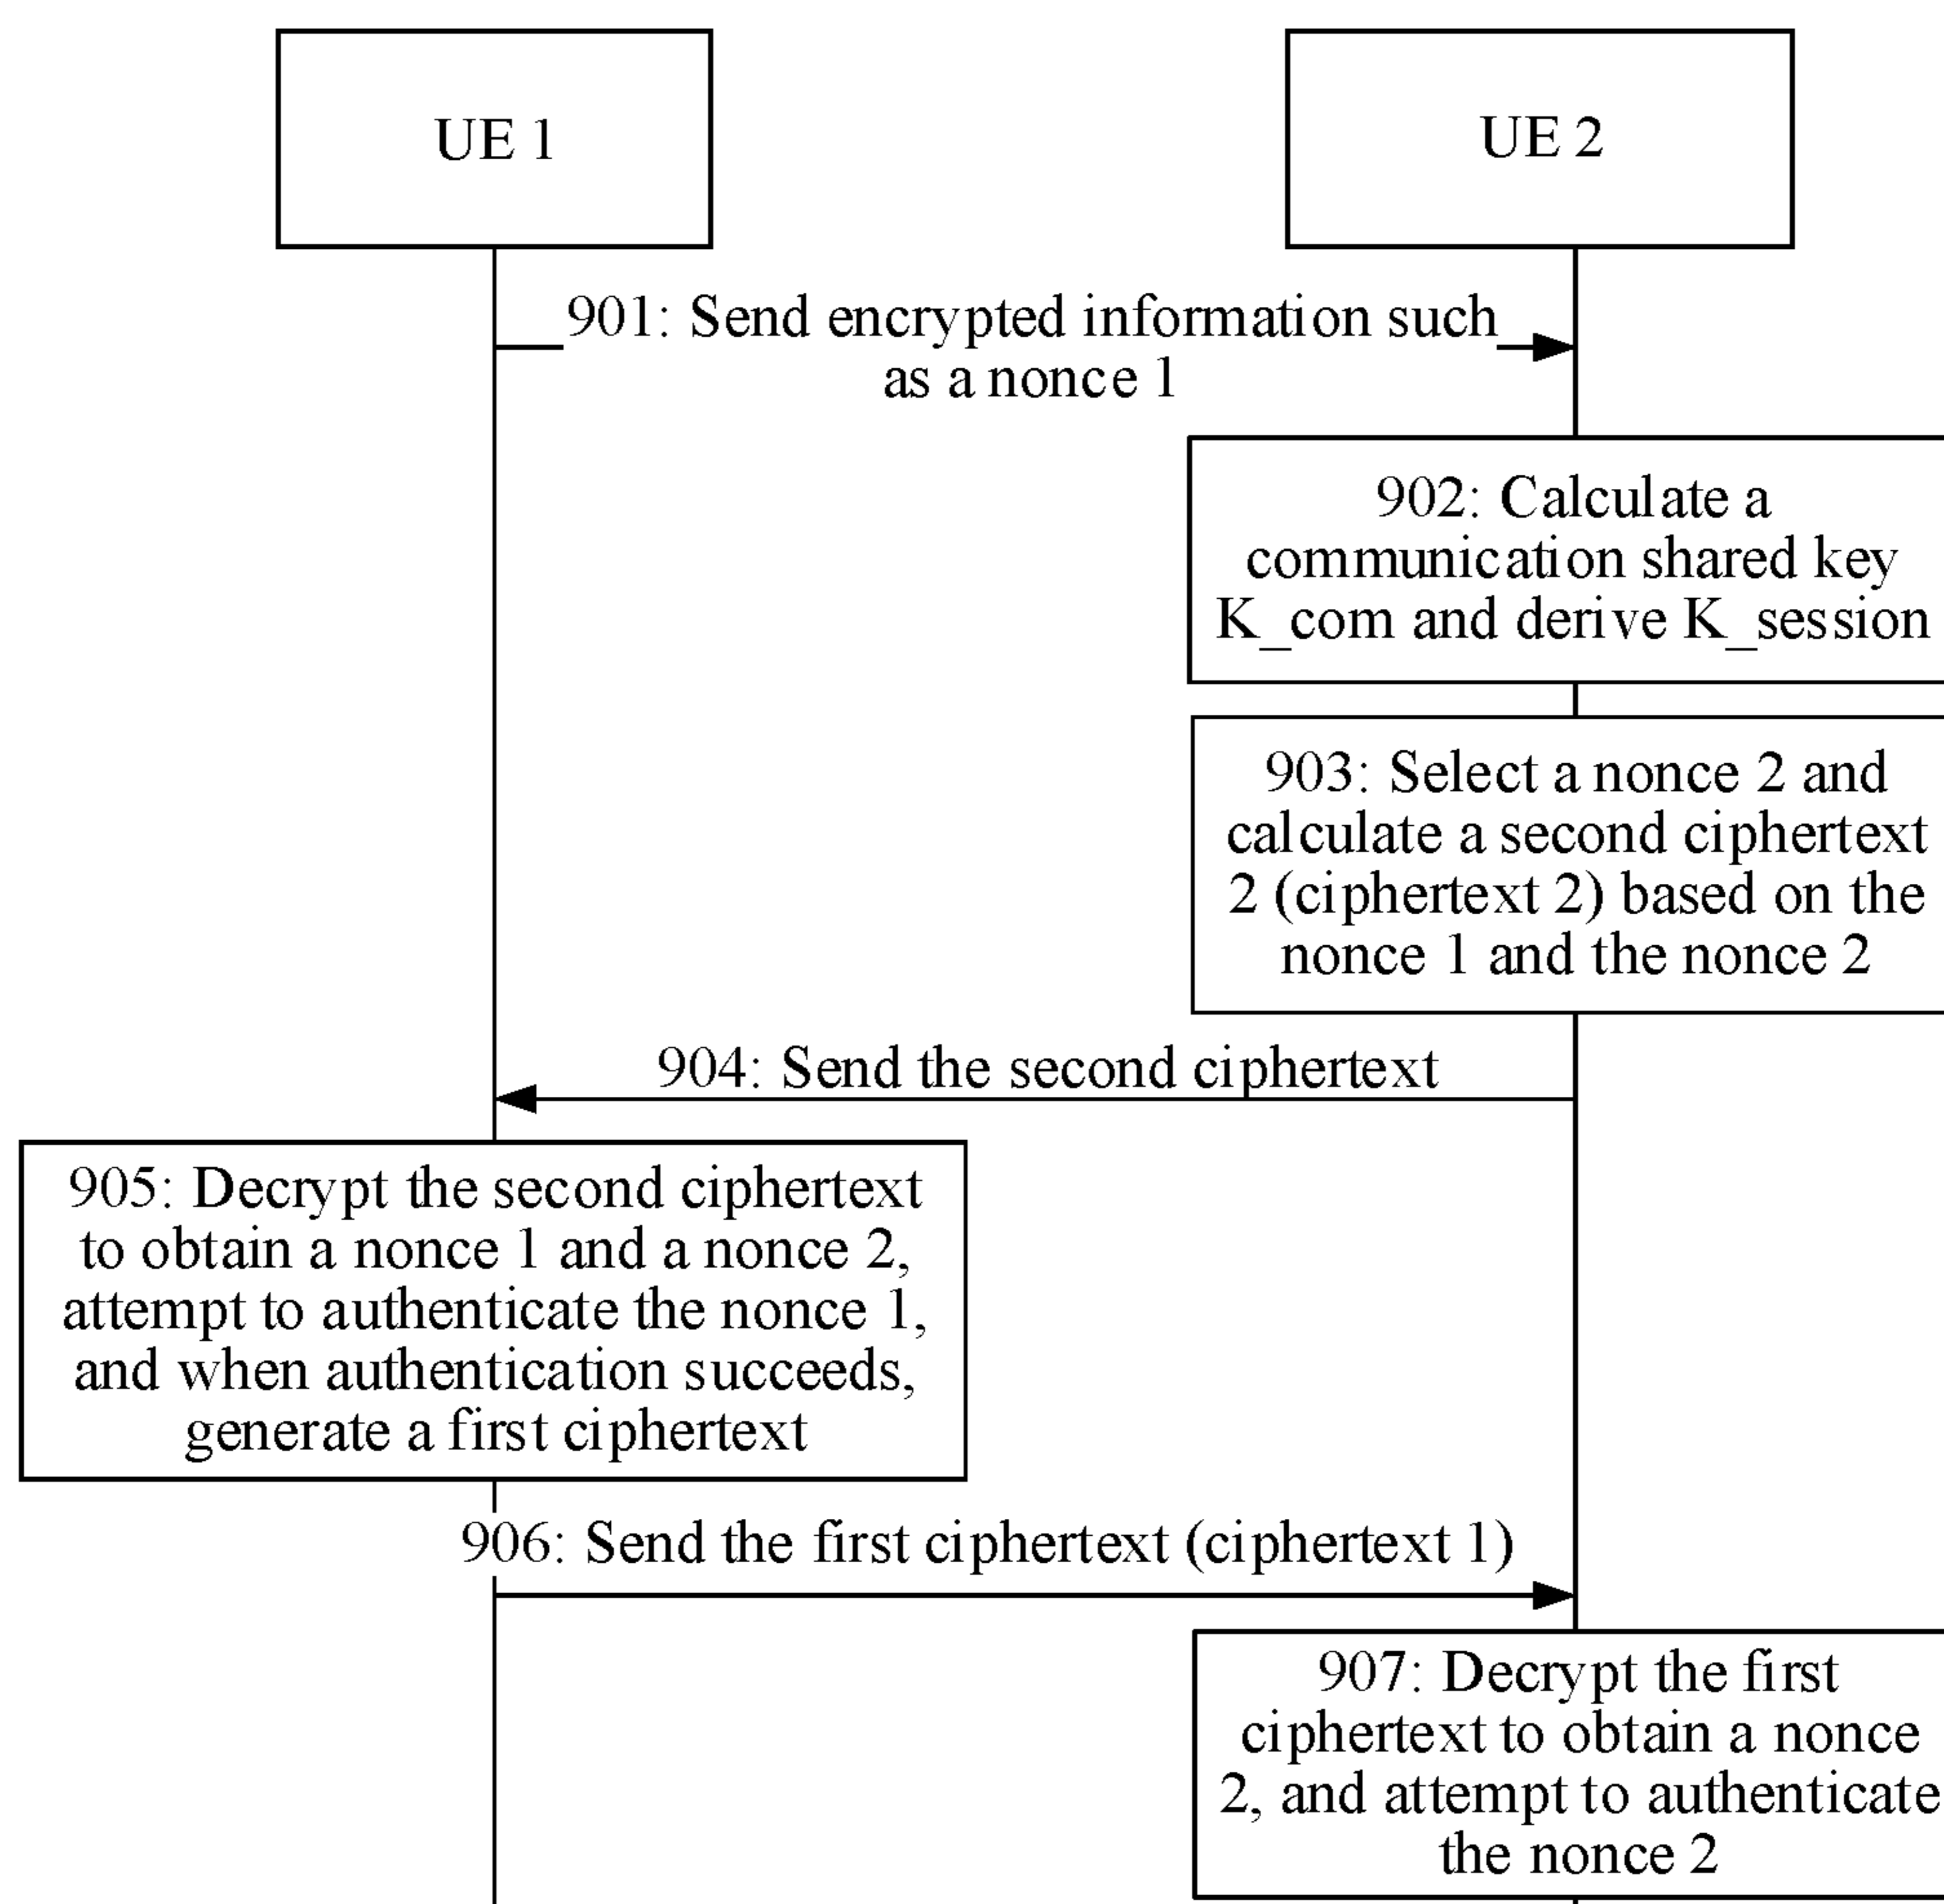 UE 1
UE 2
901: Send encrypted information such
as a nonce 1
902: Calculate a
communication shared key
K_com and derive K_session
903: Select a nonce 2 and
calculate a second ciphertext
2 (ciphertext 2) based on the
nonce 1 and the nonce 2
904: Send the second ciphertext
905: Decrypt the second ciphertext
to obtain a nonce 1 and a nonce 2,
attempt to authenticate the nonce 1,
and when authentication succeeds,
generate a first ciphertext
906: Send the first ciphertext (ciphertext 1)
907: Decrypt the first
ciphertext to obtain a nonce
2, and attempt to authenticate
the nonce 2